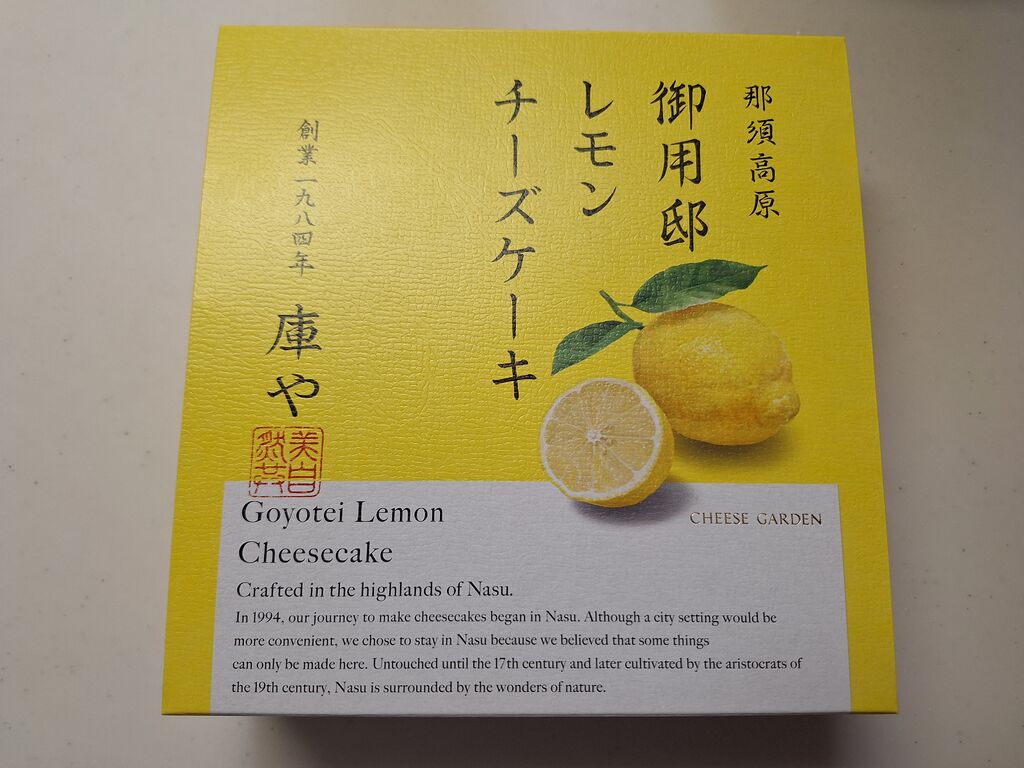 那須高原
御用邸
レモン
チーズケーキ
創業一九八四年
庫や
Goyotei Lemon
Cheesecake
CHEESE GARDEN
Crafted in the highlands of Nasu.
In 1994, our journey to make cheesecakes began in Nasu. Although a city setting would be
more convenient, we chose to stay in Nasu because we believed that some things
can only be made here. Untouched until the 17th century and later cultivated by the aristocrats of
the 19th century, Nasu is surrounded by the wonders of nature.